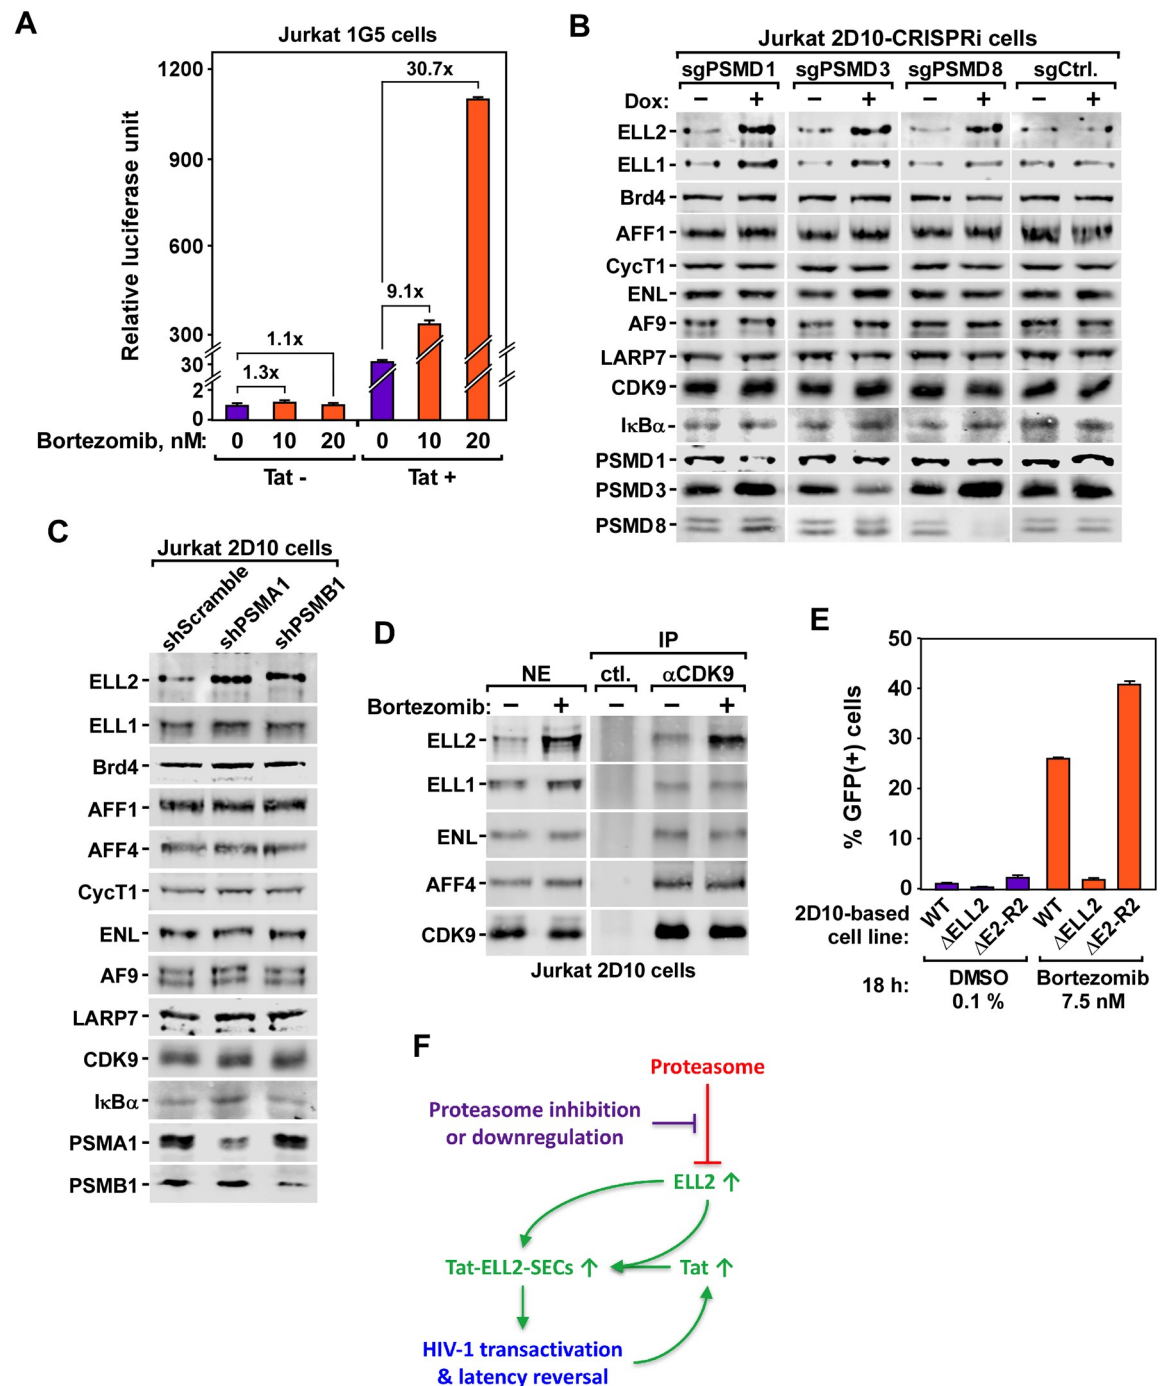 A
Jurkat 1G5 cells
Relative luciferase unit
1200
900
600
300
30
2
0
30.7x
9.1x
1.1x
1.3x
Bortezomib, nM: 0 10 20 0 10 20
Tat - Tat +
B
Jurkat 2D10-CRISPRi cells
sgPSMD1 sgPSMD3 sgPSMD8 sgCtrl.
Dox: − + − + − + − +
ELL2
ELL1
Brd4
AFF1
CycT1
ENL
AF9
LARP7
CDK9
IκBα
PSMD1
PSMD3
PSMD8
C
Jurkat 2D10 cells
shScramble shPSMA1 shPSMB1
ELL2
ELL1
Brd4
AFF1
AFF4
CycT1
ENL
AF9
LARP7
CDK9
IκBα
PSMA1
PSMB1
D
IP
NE ctl. αCDK9
Bortezomib: − + − − +
ELL2
ELL1
ENL
AFF4
CDK9
Jurkat 2D10 cells
E
% GFP(+) cells
50
40
30
20
10
0
2D10-based
cell line:
WT ΔELL2 ΔE2-R2 WT ΔELL2 ΔE2-R2
18 h:
DMSO
0.1 %
Bortezomib
7.5 nM
F
Proteasome
Proteasome inhibition
or downregulation
ELL2 ↑
Tat-ELL2-SECs ↑ Tat ↑
HIV-1 transactivation
& latency reversal